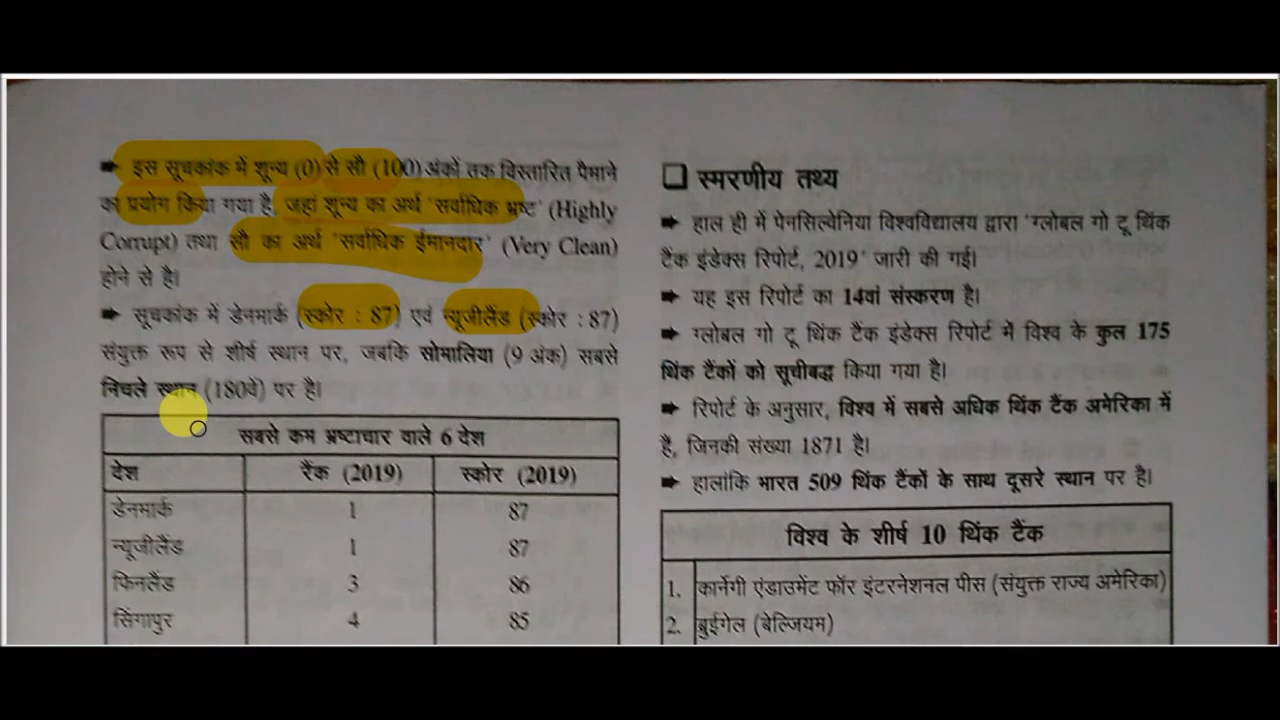 ➡ इस सूचकांक में शून्य (0) से सौ (100) अंकों तक विस्तारित पैमाने
का प्रयोग किया गया है, जहां शून्य का अर्थ 'सर्वाधिक भ्रष्ट' (Highly
Corrupt) तथा सौ का अर्थ 'सर्वाधिक ईमानदार' (Very Clean)
होने से है।
➡ सूचकांक में डेनमार्क (स्कोर : 87) एवं न्यूजीलैंड (स्कोर : 87)
संयुक्त रूप से शीर्ष स्थान पर, जबकि सोमालिया (9 अंक) सबसे
निचले स्थान (180वें) पर है।
सबसे कम भ्रष्टाचार वाले 6 देश
देश रैंक (2019) स्कोर (2019)
डेनमार्क 1 87
न्यूजीलैंड 1 87
फिनलैंड 3 86
सिंगापुर 4 85
❑ स्मरणीय तथ्य
➡ हाल ही में पेनसिल्वेनिया विश्वविद्यालय द्वारा 'ग्लोबल गो टू थिंक
टैंक इंडेक्स रिपोर्ट, 2019' जारी की गई।
➡ यह इस रिपोर्ट का 14वां संस्करण है।
➡ ग्लोबल गो टू थिंक टैंक इंडेक्स रिपोर्ट में विश्व के कुल 175
थिंक टैंकों को सूचीबद्ध किया गया है।
➡ रिपोर्ट के अनुसार, विश्व में सबसे अधिक थिंक टैंक अमेरिका में
है, जिनकी संख्या 1871 है।
➡ हालांकि भारत 509 थिंक टैंकों के साथ दूसरे स्थान पर है।
विश्व के शीर्ष 10 थिंक टैंक
1. कार्नेगी एंडाउमेंट फॉर इंटरनेशनल पीस (संयुक्त राज्य अमेरिका)
2. ब्रुईगेल (बेल्जियम)